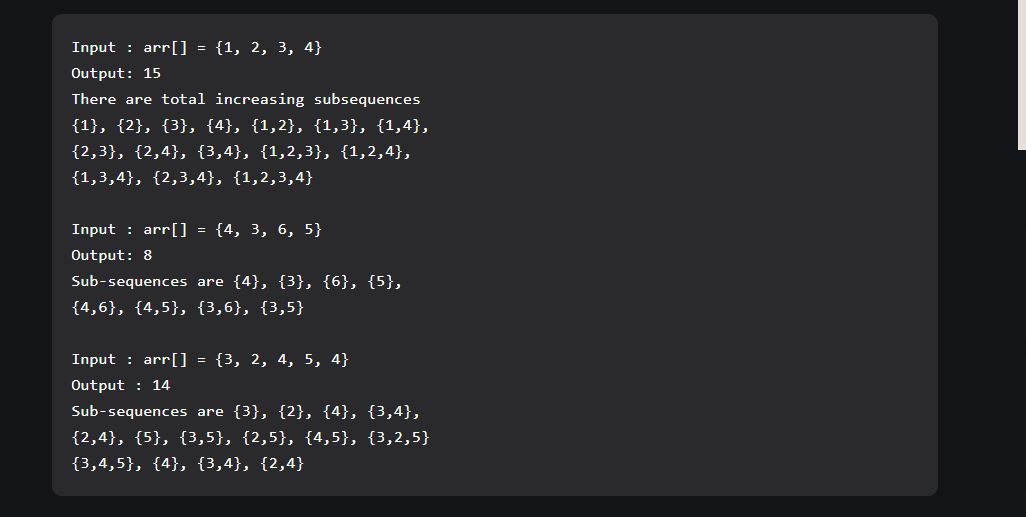 Input : arr[] = {1, 2, 3, 4}
Output: 15
There are total increasing subsequences
{1}, {2}, {3}, {4}, {1,2}, {1,3}, {1,4},
{2,3}, {2,4}, {3,4}, {1,2,3}, {1,2,4},
{1,3,4}, {2,3,4}, {1,2,3,4}
Input : arr[] = {4, 3, 6, 5}
Output: 8
Sub-sequences are {4}, {3}, {6}, {5},
{4,6}, {4,5}, {3,6}, {3,5}
Input : arr[] = {3, 2, 4, 5, 4}
Output : 14
Sub-sequences are {3}, {2}, {4}, {3,4},
{2,4}, {5}, {3,5}, {2,5}, {4,5}, {3,2,5}
{3,4,5}, {4}, {3,4}, {2,4}